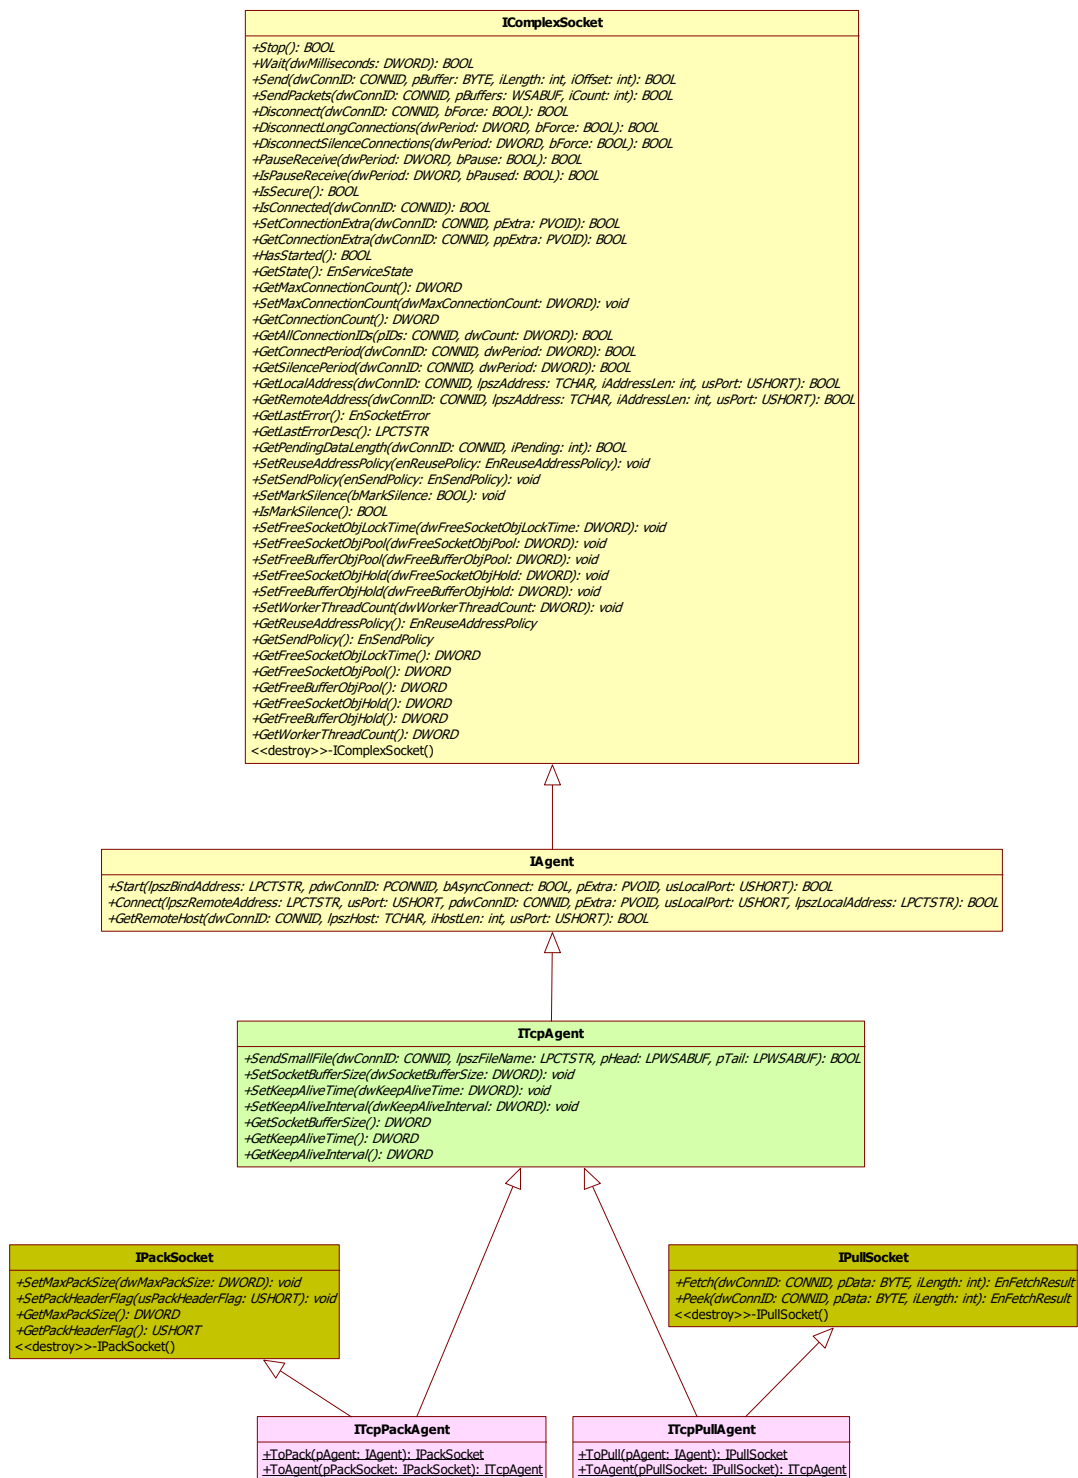 IComplexSocket
+Stop(): BOOL
+Wait(dwMilliseconds: DWORD): BOOL
+Send(dwConnID: CONNID, pBuffer: BYTE, iLength: int, iOffset: int): BOOL
+SendPackets(dwConnID: CONNID, pBuffers: WSABUF, iCount: int): BOOL
+Disconnect(dwConnID: CONNID, bForce: BOOL): BOOL
+DisconnectLongConnections(dwPeriod: DWORD, bForce: BOOL): BOOL
+DisconnectSilenceConnections(dwPeriod: DWORD, bForce: BOOL): BOOL
+PauseReceive(dwPeriod: DWORD, bPause: BOOL): BOOL
+IsPauseReceive(dwPeriod: DWORD, bPaused: BOOL): BOOL
+IsSecure(): BOOL
+IsConnected(dwConnID: CONNID): BOOL
+SetConnectionExtra(dwConnID: CONNID, pExtra: PVOID): BOOL
+GetConnectionExtra(dwConnID: CONNID, ppExtra: PVOID): BOOL
+HasStarted(): BOOL
+GetState(): EnServiceState
+GetMaxConnectionCount(): DWORD
+SetMaxConnectionCount(dwMaxConnectionCount: DWORD): void
+GetConnectionCount(): DWORD
+GetAllConnectionIDs(pIDs: CONNID, dwCount: DWORD): BOOL
+GetConnectPeriod(dwConnID: CONNID, dwPeriod: DWORD): BOOL
+GetSilencePeriod(dwConnID: CONNID, dwPeriod: DWORD): BOOL
+GetLocalAddress(dwConnID: CONNID, lpszAddress: TCHAR, iAddressLen: int, usPort: USHORT): BOOL
+GetRemoteAddress(dwConnID: CONNID, lpszAddress: TCHAR, iAddressLen: int, usPort: USHORT): BOOL
+GetLastError(): EnSocketError
+GetLastErrorDesc(): LPCTSTR
+GetPendingDataLength(dwConnID: CONNID, iPending: int): BOOL
+SetReuseAddressPolicy(enReusePolicy: EnReuseAddressPolicy): void
+SetSendPolicy(enSendPolicy: EnSendPolicy): void
+SetMarkSilence(bMarkSilence: BOOL): void
+IsMarkSilence(): BOOL
+SetFreeSocketObjLockTime(dwFreeSocketObjLockTime: DWORD): void
+SetFreeSocketObjPool(dwFreeSocketObjPool: DWORD): void
+SetFreeBufferObjPool(dwFreeBufferObjPool: DWORD): void
+SetFreeSocketObjHold(dwFreeSocketObjHold: DWORD): void
+SetFreeBufferObjHold(dwFreeBufferObjHold: DWORD): void
+SetWorkerThreadCount(dwWorkerThreadCount: DWORD): void
+GetReuseAddressPolicy(): EnReuseAddressPolicy
+GetSendPolicy(): EnSendPolicy
+GetFreeSocketObjLockTime(): DWORD
+GetFreeSocketObjPool(): DWORD
+GetFreeBufferObjPool(): DWORD
+GetFreeSocketObjHold(): DWORD
+GetFreeBufferObjHold(): DWORD
+GetWorkerThreadCount(): DWORD
<<destroy>>-IComplexSocket()
IAgent
+Start(lpszBindAddress: LPCTSTR, pdwConnID: PCONNID, bAsyncConnect: BOOL, pExtra: PVOID, usLocalPort: USHORT): BOOL
+Connect(lpszRemoteAddress: LPCTSTR, usPort: USHORT, pdwConnID: CONNID, pExtra: PVOID, usLocalPort: USHORT, lpszLocalAddress: LPCTSTR): BOOL
+GetRemoteHost(dwConnID: CONNID, lpszHost: TCHAR, iHostLen: int, usPort: USHORT): BOOL
ITcpAgent
+SendSmallFile(dwConnID: CONNID, lpszFileName: LPCTSTR, pHead: LPWSABUF, pTail: LPWSABUF): BOOL
+SetSocketBufferSize(dwSocketBufferSize: DWORD): void
+SetKeepAliveTime(dwKeepAliveTime: DWORD): void
+SetKeepAliveInterval(dwKeepAliveInterval: DWORD): void
+GetSocketBufferSize(): DWORD
+GetKeepAliveTime(): DWORD
+GetKeepAliveInterval(): DWORD
IPackSocket
+SetMaxPackSize(dwMaxPackSize: DWORD): void
+SetPackHeaderFlag(usPackHeaderFlag: USHORT): void
+GetMaxPackSize(): DWORD
+GetPackHeaderFlag(): USHORT
<<destroy>>-IPackSocket()
IPullSocket
+Fetch(dwConnID: CONNID, pData: BYTE, iLength: int): EnFetchResult
+Peek(dwConnID: CONNID, pData: BYTE, iLength: int): EnFetchResult
<<destroy>>-IPullSocket()
ITcpPackAgent
+ToPack(pAgent: IAgent): IPackSocket
+ToAgent(pPackSocket: IPackSocket): ITcpAgent
ITcpPullAgent
+ToPull(pAgent: IAgent): IPullSocket
+ToAgent(pPullSocket: IPullSocket): ITcpAgent